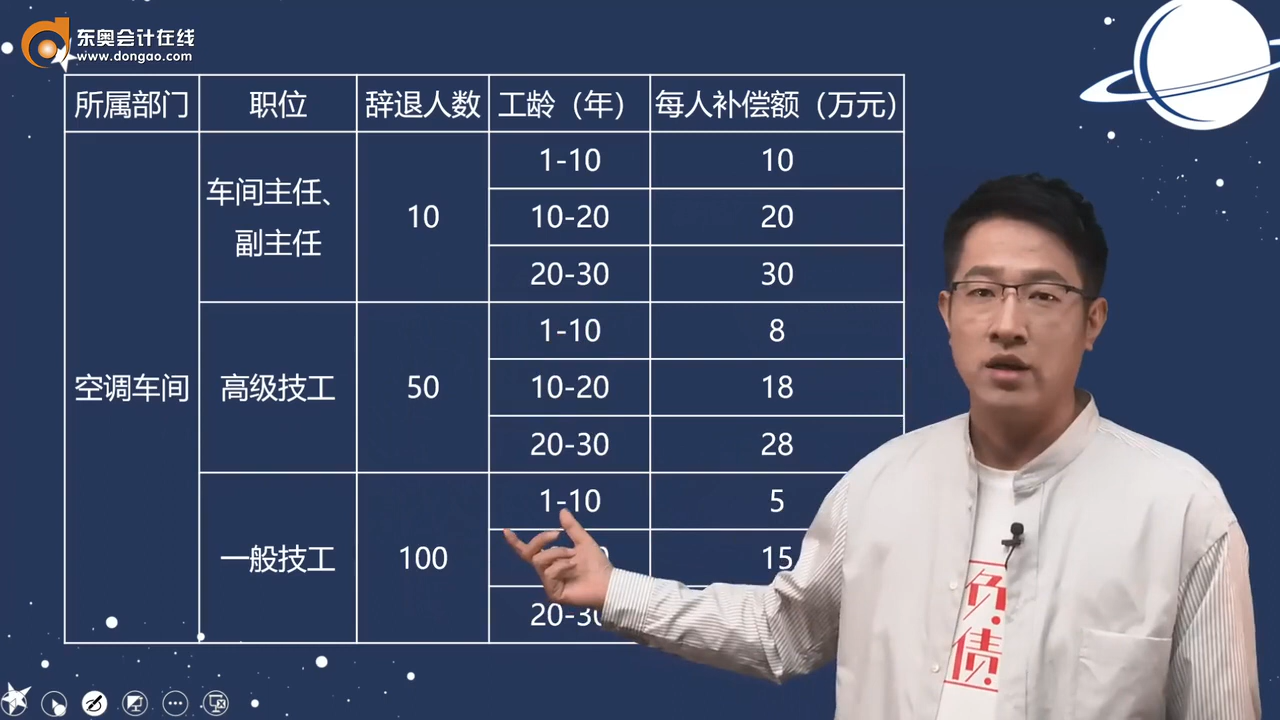 东奥会计在线
www.dongao.com
所属部门 职位 辞退人数 工龄（年） 每人补偿额（万元）
空调车间
车间主任、
副主任
10
1-10 10
10-20 20
20-30 30
高级技工 50
1-10 8
10-20 18
20-30 28
一般技工 100
1-10 5
15
20-30
负
债